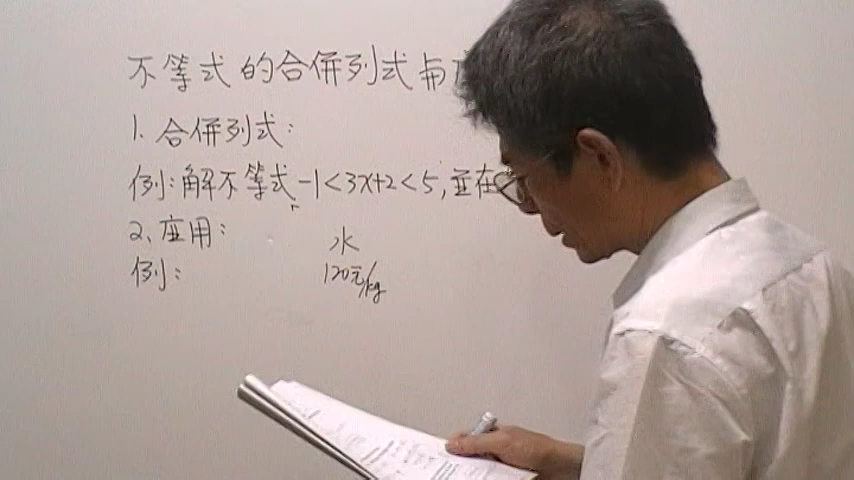 不等式的合併列式与
1. 合併列式:
例:解不等式 -1<3x+2<5,並在
2. 应用:
水
例:
120元/kg